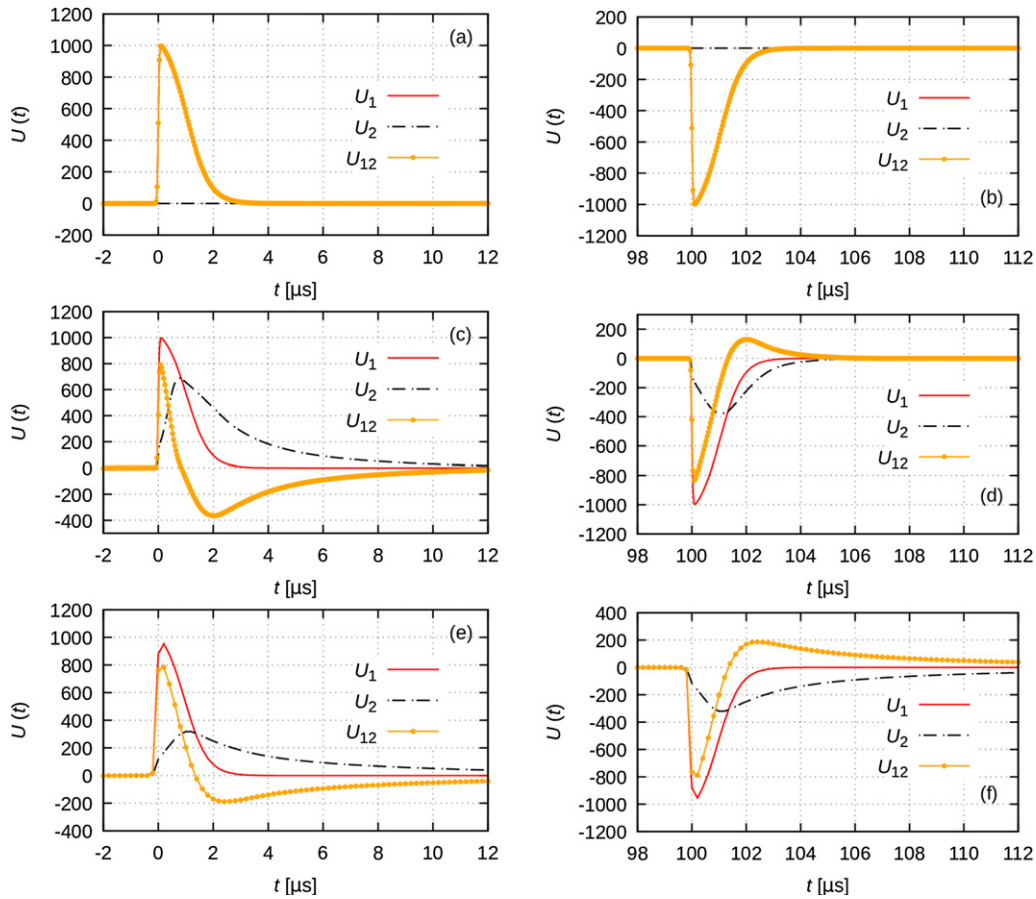 1200
1000
800
600
400
200
0
-200
U (t)
(a)
U1
U2
U12
-2 0 2 4 6 8 10 12
t [µs]
200
0
-200
-400
-600
-800
-1000
-1200
U (t)
U1
U2
U12
(b)
98 100 102 104 106 108 110 112
t [µs]
1200
1000
800
600
400
200
0
-200
-400
U (t)
(c)
U1
U2
U12
-2 0 2 4 6 8 10 12
t [µs]
200
0
-200
-400
-600
-800
-1000
-1200
U (t)
U1
U2
U12
(d)
98 100 102 104 106 108 110 112
t [µs]
1200
1000
800
600
400
200
0
-200
-400
U (t)
(e)
U1
U2
U12
-2 0 2 4 6 8 10 12
t [µs]
400
200
0
-200
-400
-600
-800
-1000
-1200
U (t)
U1
U2
U12
(f)
98 100 102 104 106 108 110 112
t [µs]